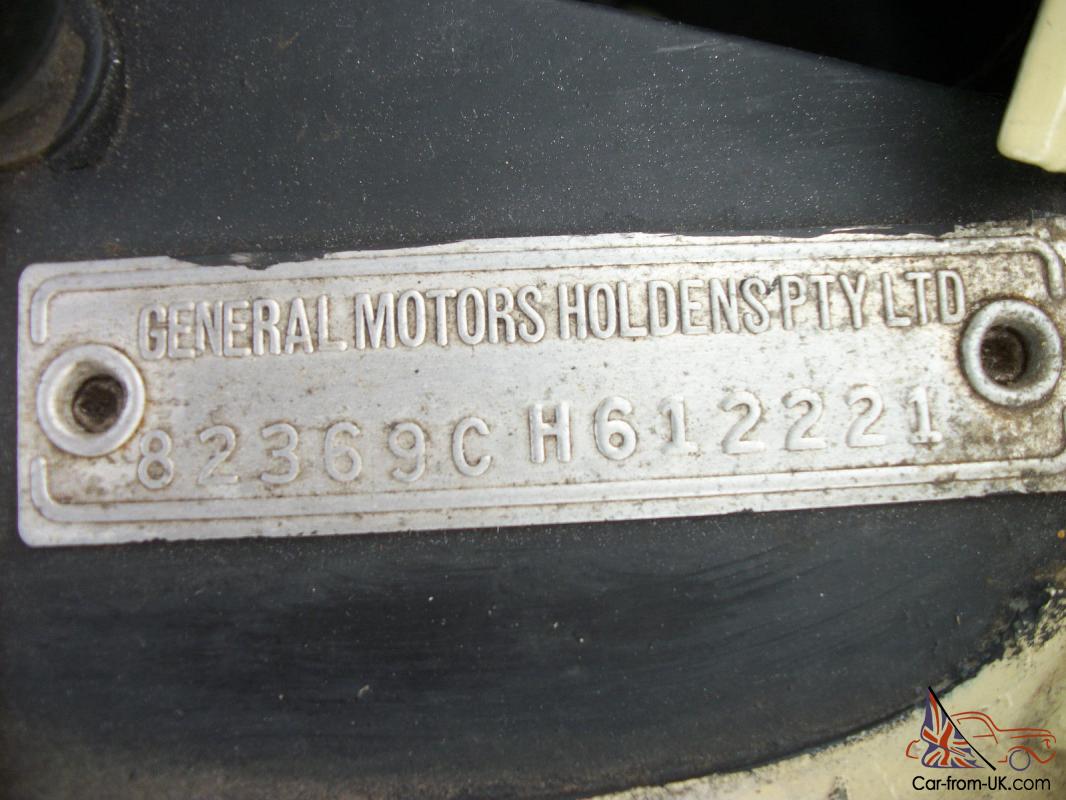 GENERAL MOTORS HOLDENS PTY LTD
82369C H612221
Car-from-UK.com